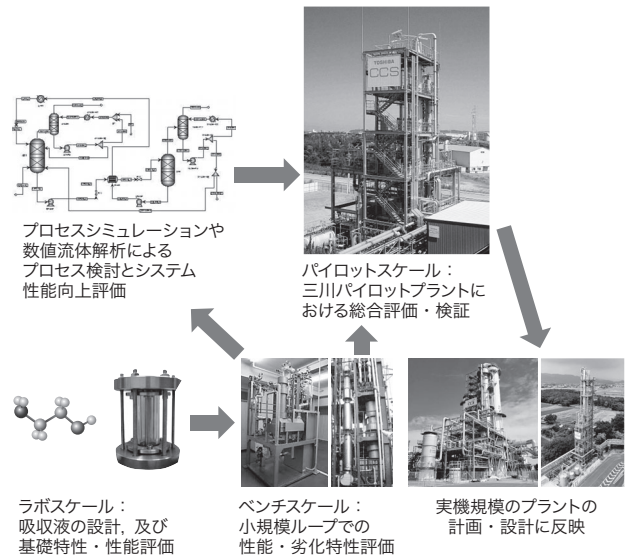 TOSHIBA
CCS
プロセスシミュレーションや
数値流体解析による
プロセス検討とシステム
性能向上評価
パイロットスケール：
三川パイロットプラントに
おける総合評価・検証
ラボスケール：
吸収液の設計，及び
基礎特性・性能評価
ベンチスケール：
小規模ループでの
性能・劣化特性評価
実機規模のプラントの
計画・設計に反映